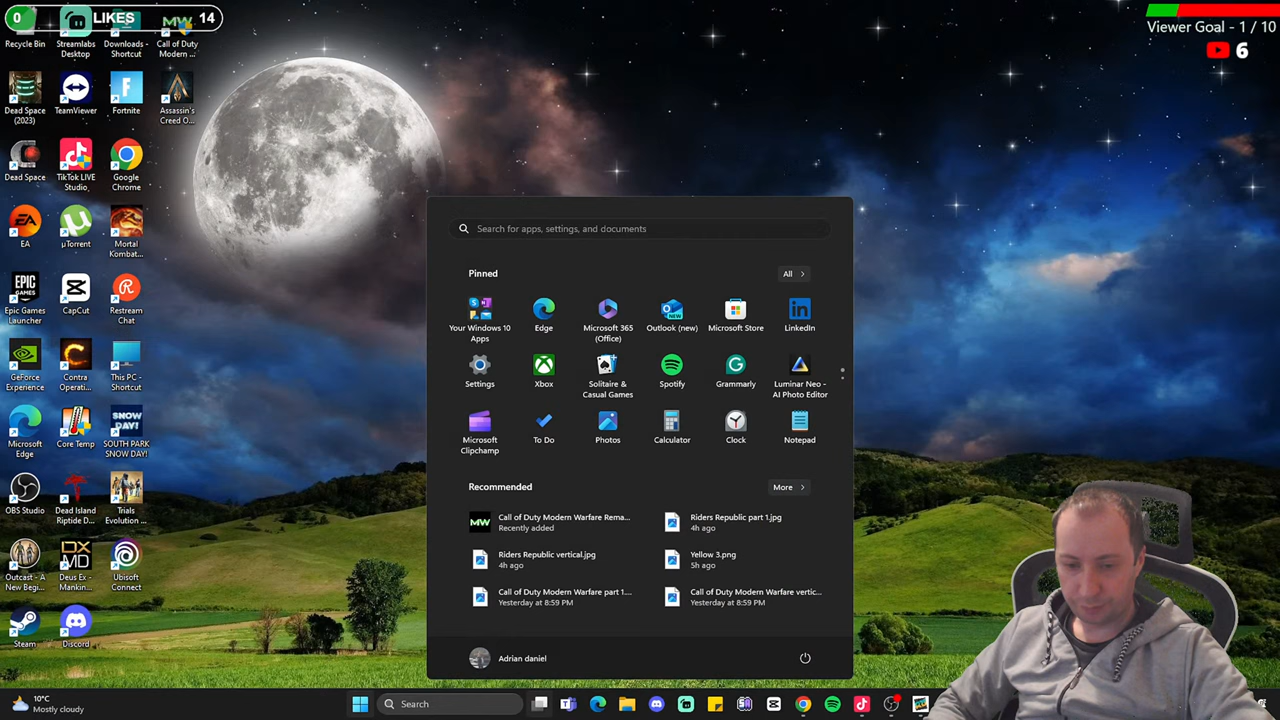 0 LIKES 14
Viewer Goal - 1 / 10
6
Recycle Bin
Streamlabs
Desktop
Downloads -
Shortcut
Call of Duty
Modern ...
Dead Space
(2023)
TeamViewer
Fortnite
Assassin's
Creed O...
Dead Space
TikTok LIVE
Studio
Google
Chrome
EA
µTorrent
Mortal
Kombat...
Epic Games
Launcher
CapCut
Restream
Chat
GeForce
Experience
Contra
Operati...
This PC -
Shortcut
Microsoft
Edge
Core Temp
SOUTH PARK
SNOW DAY!
OBS Studio
Dead Island
Riptide D...
Trials
Evolution ...
Outcast - A
New Begi...
Deus Ex -
Mankin...
Ubisoft
Connect
Steam
Discord
Search for apps, settings, and documents
Pinned
All
Your Windows 10
Apps
Edge
Microsoft 365
(Office)
Outlook (new)
Microsoft Store
LinkedIn
Settings
Xbox
Solitaire &
Casual Games
Spotify
Grammarly
Luminar Neo -
AI Photo Editor
Microsoft
Clipchamp
To Do
Photos
Calculator
Clock
Notepad
Recommended
More
Call of Duty Modern Warfare Rema...
Recently added
Riders Republic part 1.jpg
4h ago
Riders Republic vertical.jpg
4h ago
Yellow 3.png
5h ago
Call of Duty Modern Warfare part 1....
Yesterday at 8:59 PM
Call of Duty Modern Warfare vertic...
Yesterday at 8:59 PM
Adrian daniel
10°C
Mostly cloudy
Search